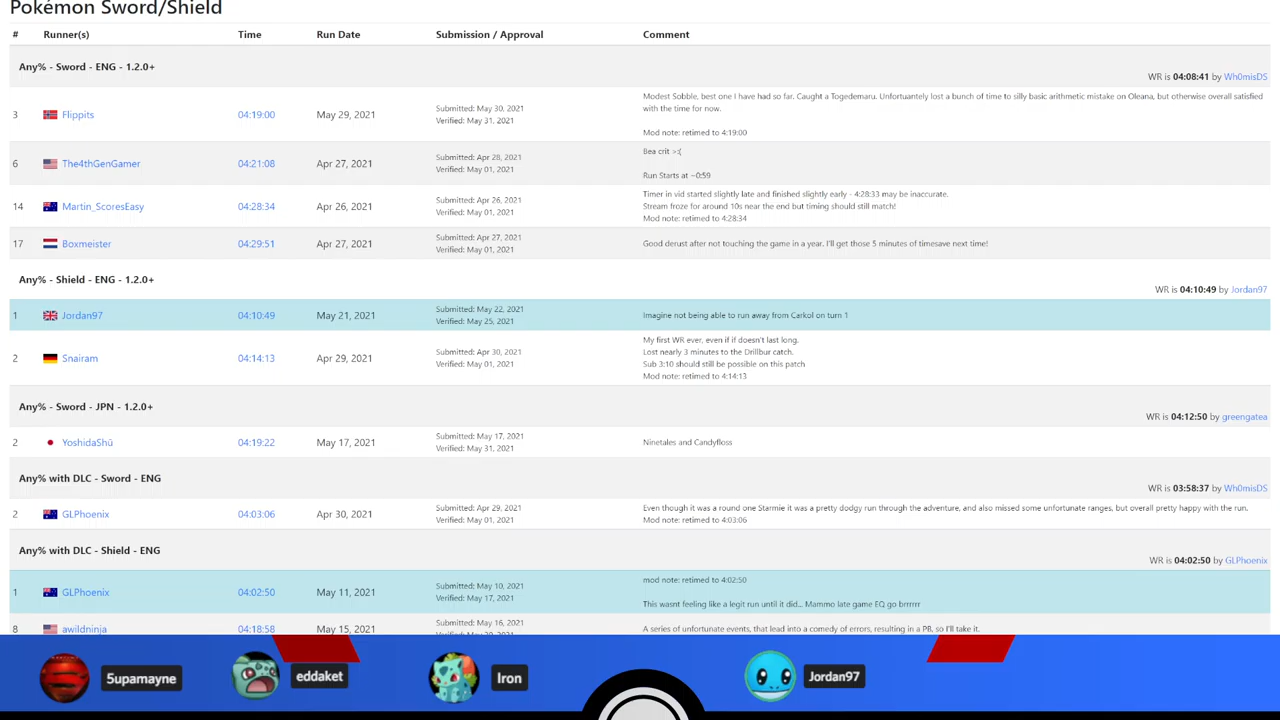 Pokémon Sword/Shield
# Runner(s) Time Run Date Submission / Approval Comment
Any% - Sword - ENG - 1.2.0+
WR is 04:08:41 by Wh0misDS
3 Flippits 04:19:00 May 29, 2021 Submitted: May 30, 2021
Verified: May 31, 2021
Modest Sobble, best one I have had so far. Caught a Togedemaru. Unfortuantely lost a bunch of time to silly basic arithmetic mistake on Oleana, but otherwise overall satisfied
with the time for now.
Mod note: retimed to 4:19:00
6 The4thGenGamer 04:21:08 Apr 27, 2021 Submitted: Apr 28, 2021
Verified: May 01, 2021
Bea crit >:(
Run Starts at ~0:59
14 Martin_ScoresEasy 04:28:34 Apr 26, 2021 Submitted: Apr 26, 2021
Verified: May 01, 2021
Timer in vid started slightly late and finished slightly early - 4:28:33 may be inaccurate.
Stream froze for around 10s near the end but timing should still match!
Mod note: retimed to 4:28:34
17 Boxmeister 04:29:51 Apr 27, 2021 Submitted: Apr 27, 2021
Verified: May 01, 2021
Good derust after not touching the game in a year. I'll get those 5 minutes of timesave next time!
Any% - Shield - ENG - 1.2.0+
WR is 04:10:49 by Jordan97
1 Jordan97 04:10:49 May 21, 2021 Submitted: May 22, 2021
Verified: May 25, 2021
Imagine not being able to run away from Carkol on turn 1
2 Snairam 04:14:13 Apr 29, 2021 Submitted: Apr 30, 2021
Verified: May 01, 2021
My first WR ever, even if if doesn't last long.
Lost nearly 3 minutes to the Drillbur catch.
Sub 3:10 should still be possible on this patch
Mod note: retimed to 4:14:13
Any% - Sword - JPN - 1.2.0+
WR is 04:12:50 by greengatea
2 YoshidaShū 04:19:22 May 17, 2021 Submitted: May 17, 2021
Verified: May 31, 2021
Ninetales and Candyfloss
Any% with DLC - Sword - ENG
WR is 03:58:37 by Wh0misDS
2 GLPhoenix 04:03:06 Apr 30, 2021 Submitted: Apr 29, 2021
Verified: May 01, 2021
Even though it was a round one Starmie it was a pretty dodgy run through the adventure, and also missed some unfortunate ranges, but overall pretty happy with the run.
Mod note: retimed to 4:03:06
Any% with DLC - Shield - ENG
WR is 04:02:50 by GLPhoenix
1 GLPhoenix 04:02:50 May 11, 2021 Submitted: May 10, 2021
Verified: May 17, 2021
mod note: retimed to 4:02:50
This wasnt feeling like a legit run until it did... Mammo late game EQ go brrrrrr
8 awildninja 04:18:58 May 15, 2021 Submitted: May 16, 2021
A series of unfortunate events, that lead into a comedy of errors, resulting in a PB, so I'll take it.
5upamayne eddaket Iron Jordan97